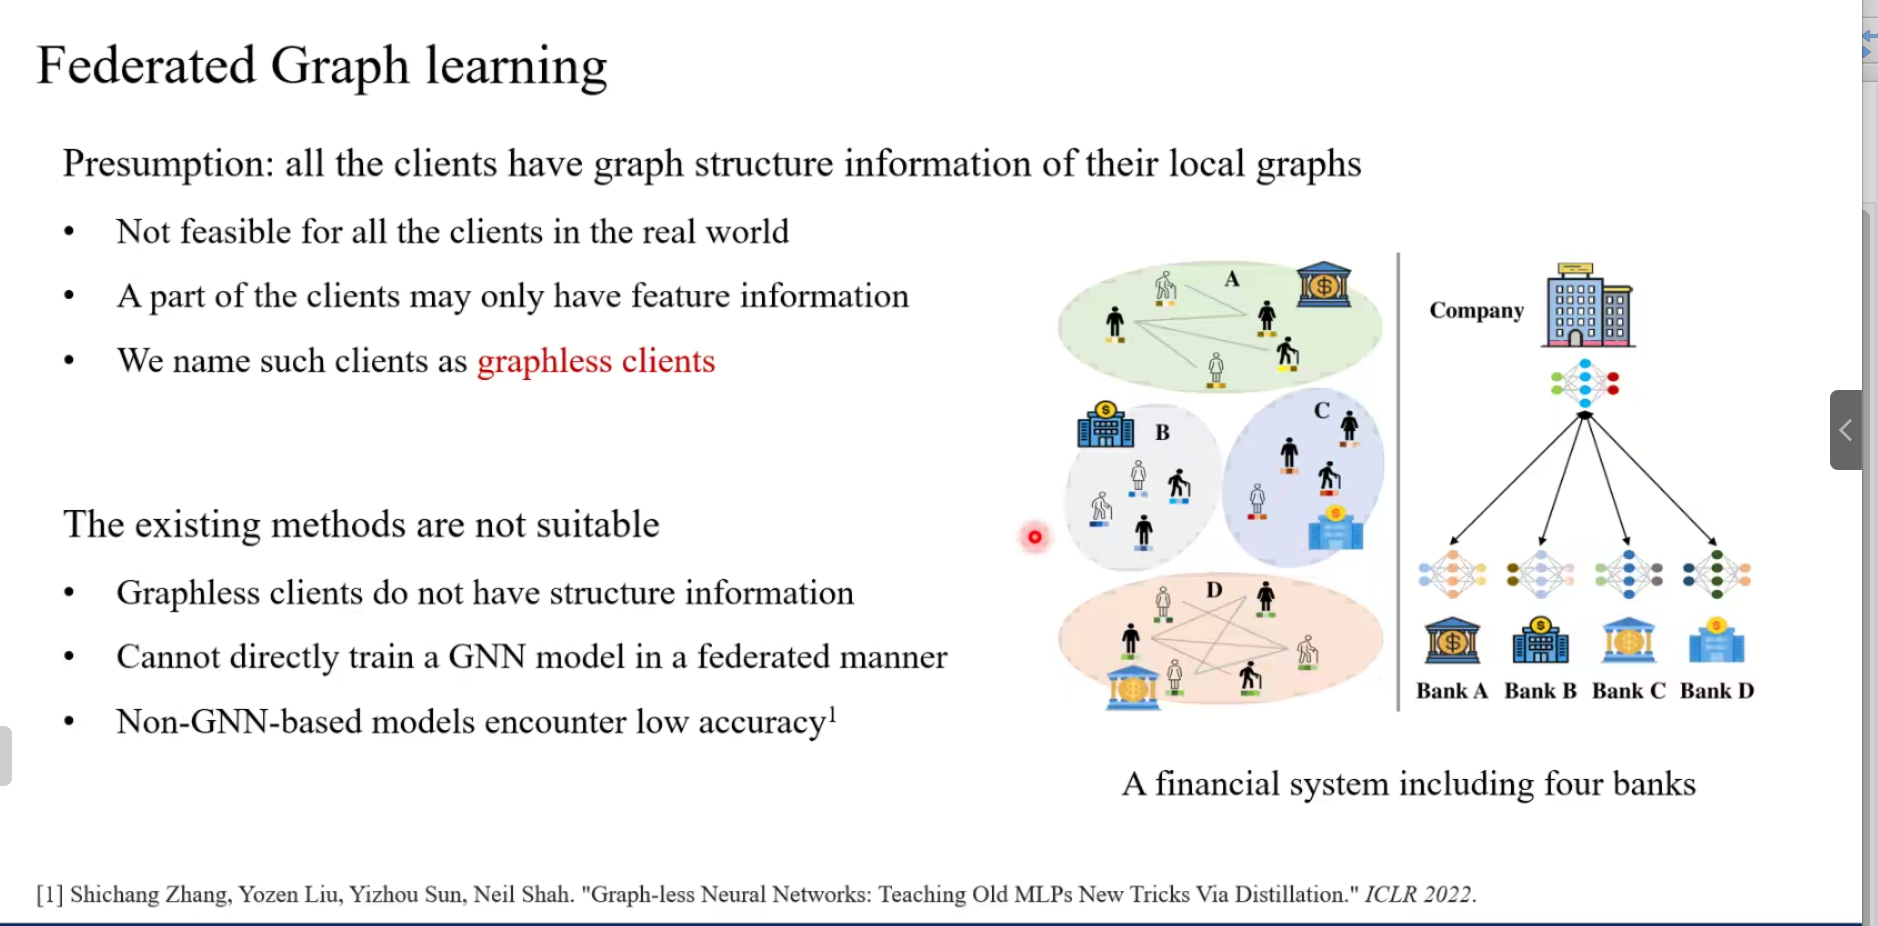 Federated Graph learning
Presumption: all the clients have graph structure information of their local graphs
• Not feasible for all the clients in the real world
• A part of the clients may only have feature information
• We name such clients as graphless clients
The existing methods are not suitable
• Graphless clients do not have structure information
• Cannot directly train a GNN model in a federated manner
• Non-GNN-based models encounter low accuracy¹
A
B
C
D
Company
Bank A Bank B Bank C Bank D
A financial system including four banks
[1] Shichang Zhang, Yozen Liu, Yizhou Sun, Neil Shah. "Graph-less Neural Networks: Teaching Old MLPs New Tricks Via Distillation." ICLR 2022.